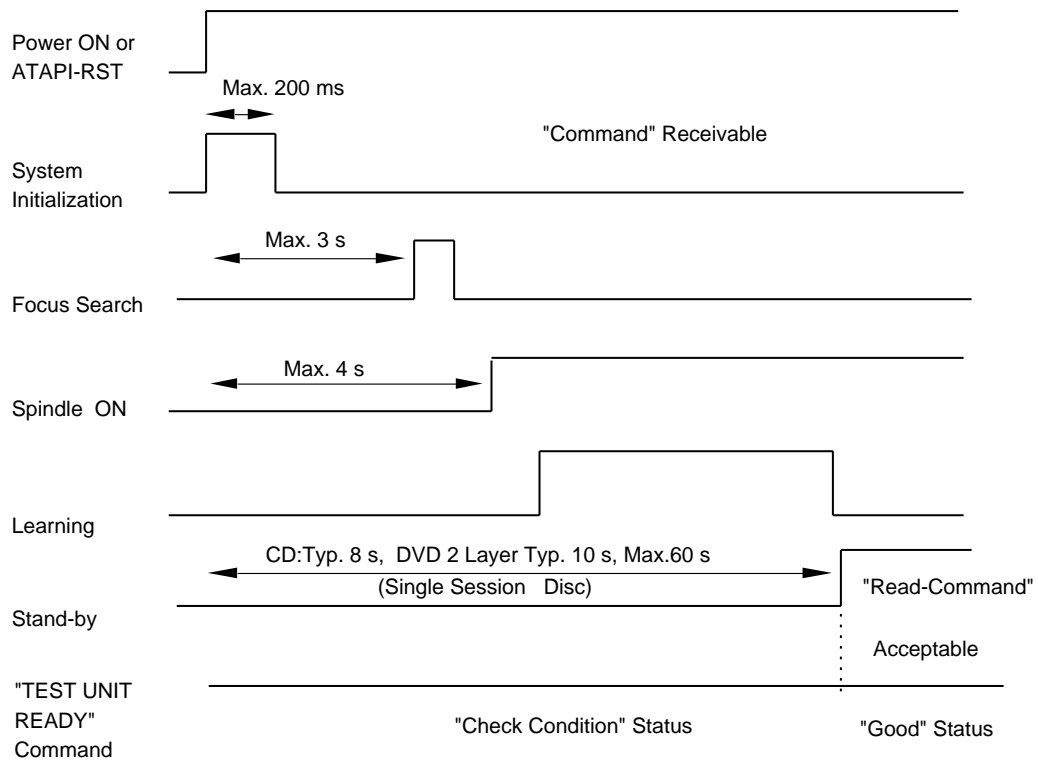 Power ON or
ATAPI-RST
Max. 200 ms
"Command" Receivable
System
Initialization
Max. 3 s
Focus Search
Max. 4 s
Spindle ON
Learning
CD:Typ. 8 s, DVD 2 Layer Typ. 10 s, Max.60 s
(Single Session Disc)
"Read-Command"
Stand-by
Acceptable
"TEST UNIT
READY"
Command
"Check Condition" Status
"Good" Status